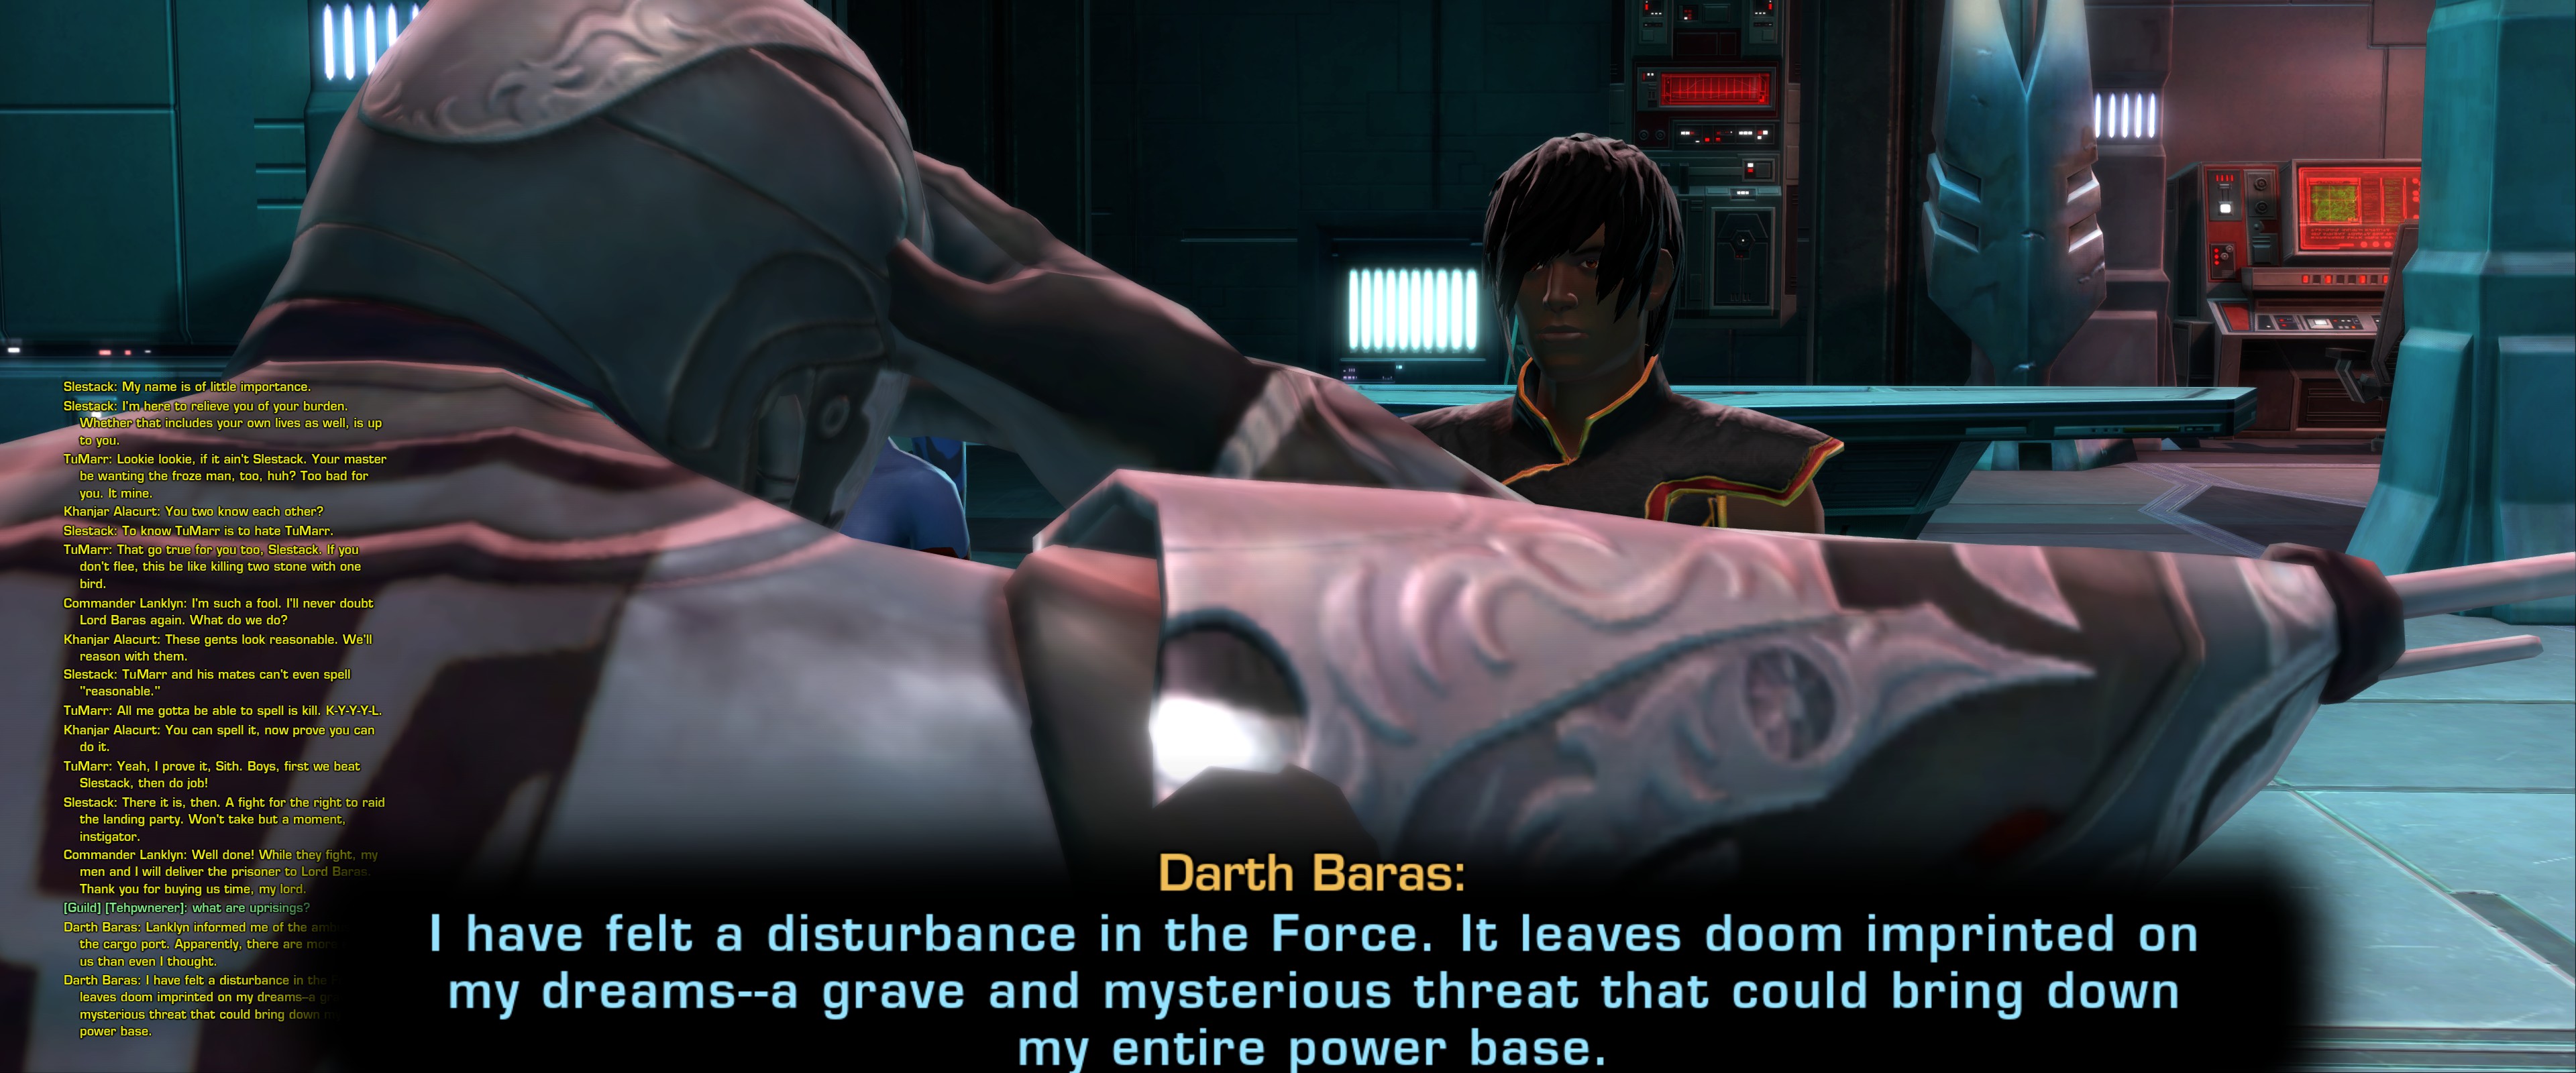 Slestack: My name is of little importance.
Slestack: I'm here to relieve you of your burden.
Whether that includes your own lives as well, is up
to you.
TuMarr: Lookie lookie, if it ain't Slestack. Your master
be wanting the froze man, too, huh? Too bad for
you. It mine.
Khanjar Alacurt: You two know each other?
Slestack: To know TuMarr is to hate TuMarr.
TuMarr: That go true for you too, Slestack. If you
don't flee, this be like killing two stone with one
bird.
Commander Lanklyn: I'm such a fool. I'll never doubt
Lord Baras again. What do we do?
Khanjar Alacurt: These gents look reasonable. We'll
reason with them.
Slestack: TuMarr and his mates can't even spell
"reasonable."
TuMarr: All me gotta be able to spell is kill. K-Y-Y-Y-L.
Khanjar Alacurt: You can spell it, now prove you can
do it.
TuMarr: Yeah, I prove it, Sith. Boys, first we beat
Slestack, then do job!
Slestack: There it is, then. A fight for the right to raid
the landing party. Won't take but a moment,
instigator.
Commander Lanklyn: Well done! While they fight, my
men and I will deliver the prisoner to Lord Baras.
Thank you for buying us time, my lord.
[Guild] [Tehpwnerer]: what are uprisings?
Darth Baras: Lanklyn informed me of the
the cargo port. Apparently, there are
us than even I thought.
Darth Baras: I have felt a disturbance in the
leaves doom imprinted on my dreams--a
mysterious threat that could bring down
power base.
Darth Baras:
I have felt a disturbance in the Force. It leaves doom imprinted on
my dreams--a grave and mysterious threat that could bring down
my entire power base.